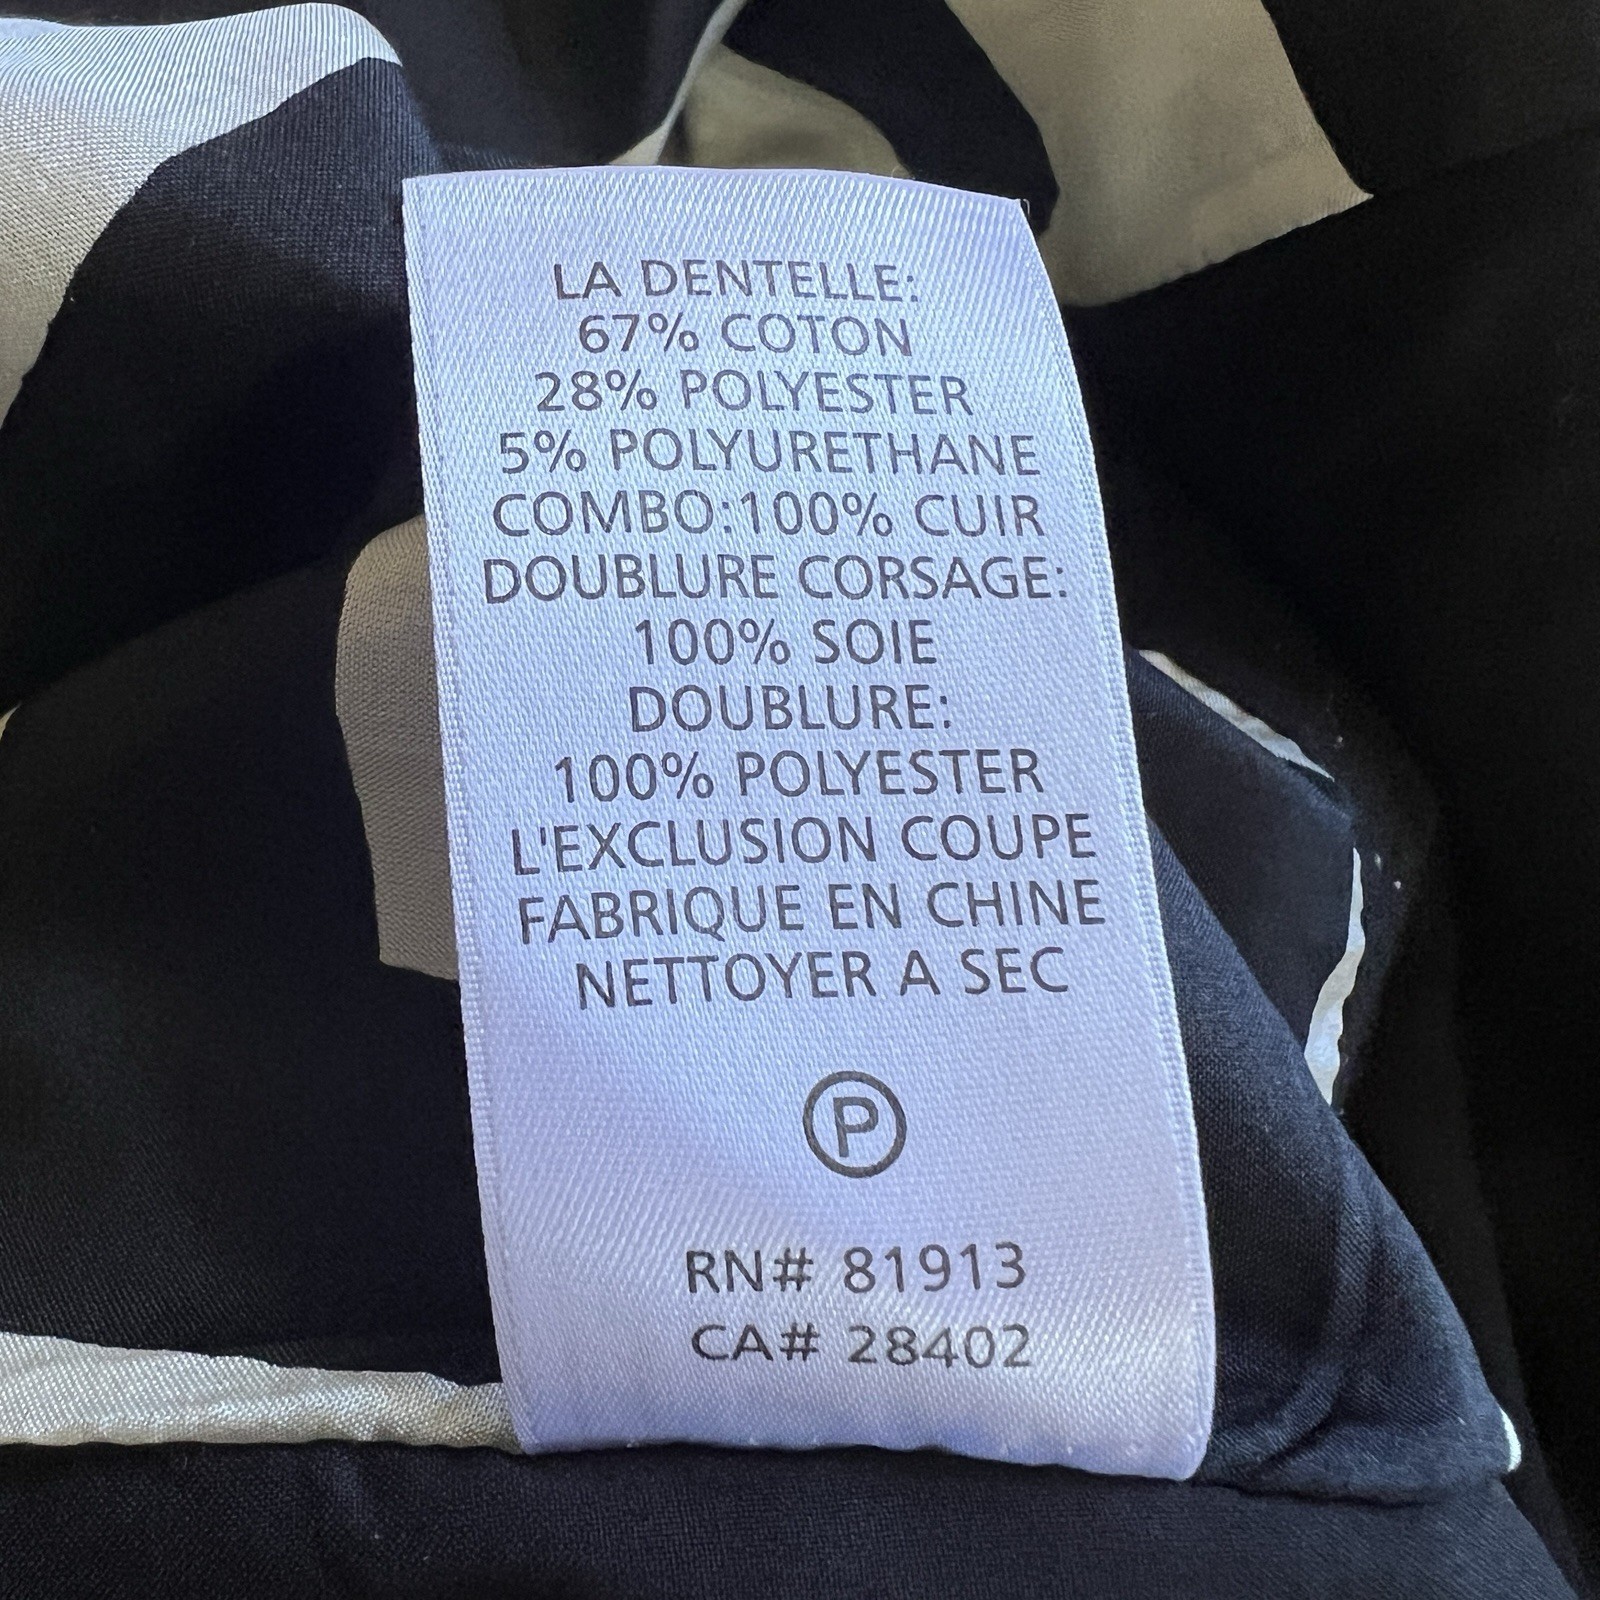 LA DENTELLE:
67% COTON
28% POLYESTER
5% POLYURETHANE
COMBO:100% CUIR
DOUBLURE CORSAGE:
100% SOIE
DOUBLURE:
100% POLYESTER
L'EXCLUSION COUPE
FABRIQUE EN CHINE
NETTOYER A SEC
P
RN# 81913
CA# 28402